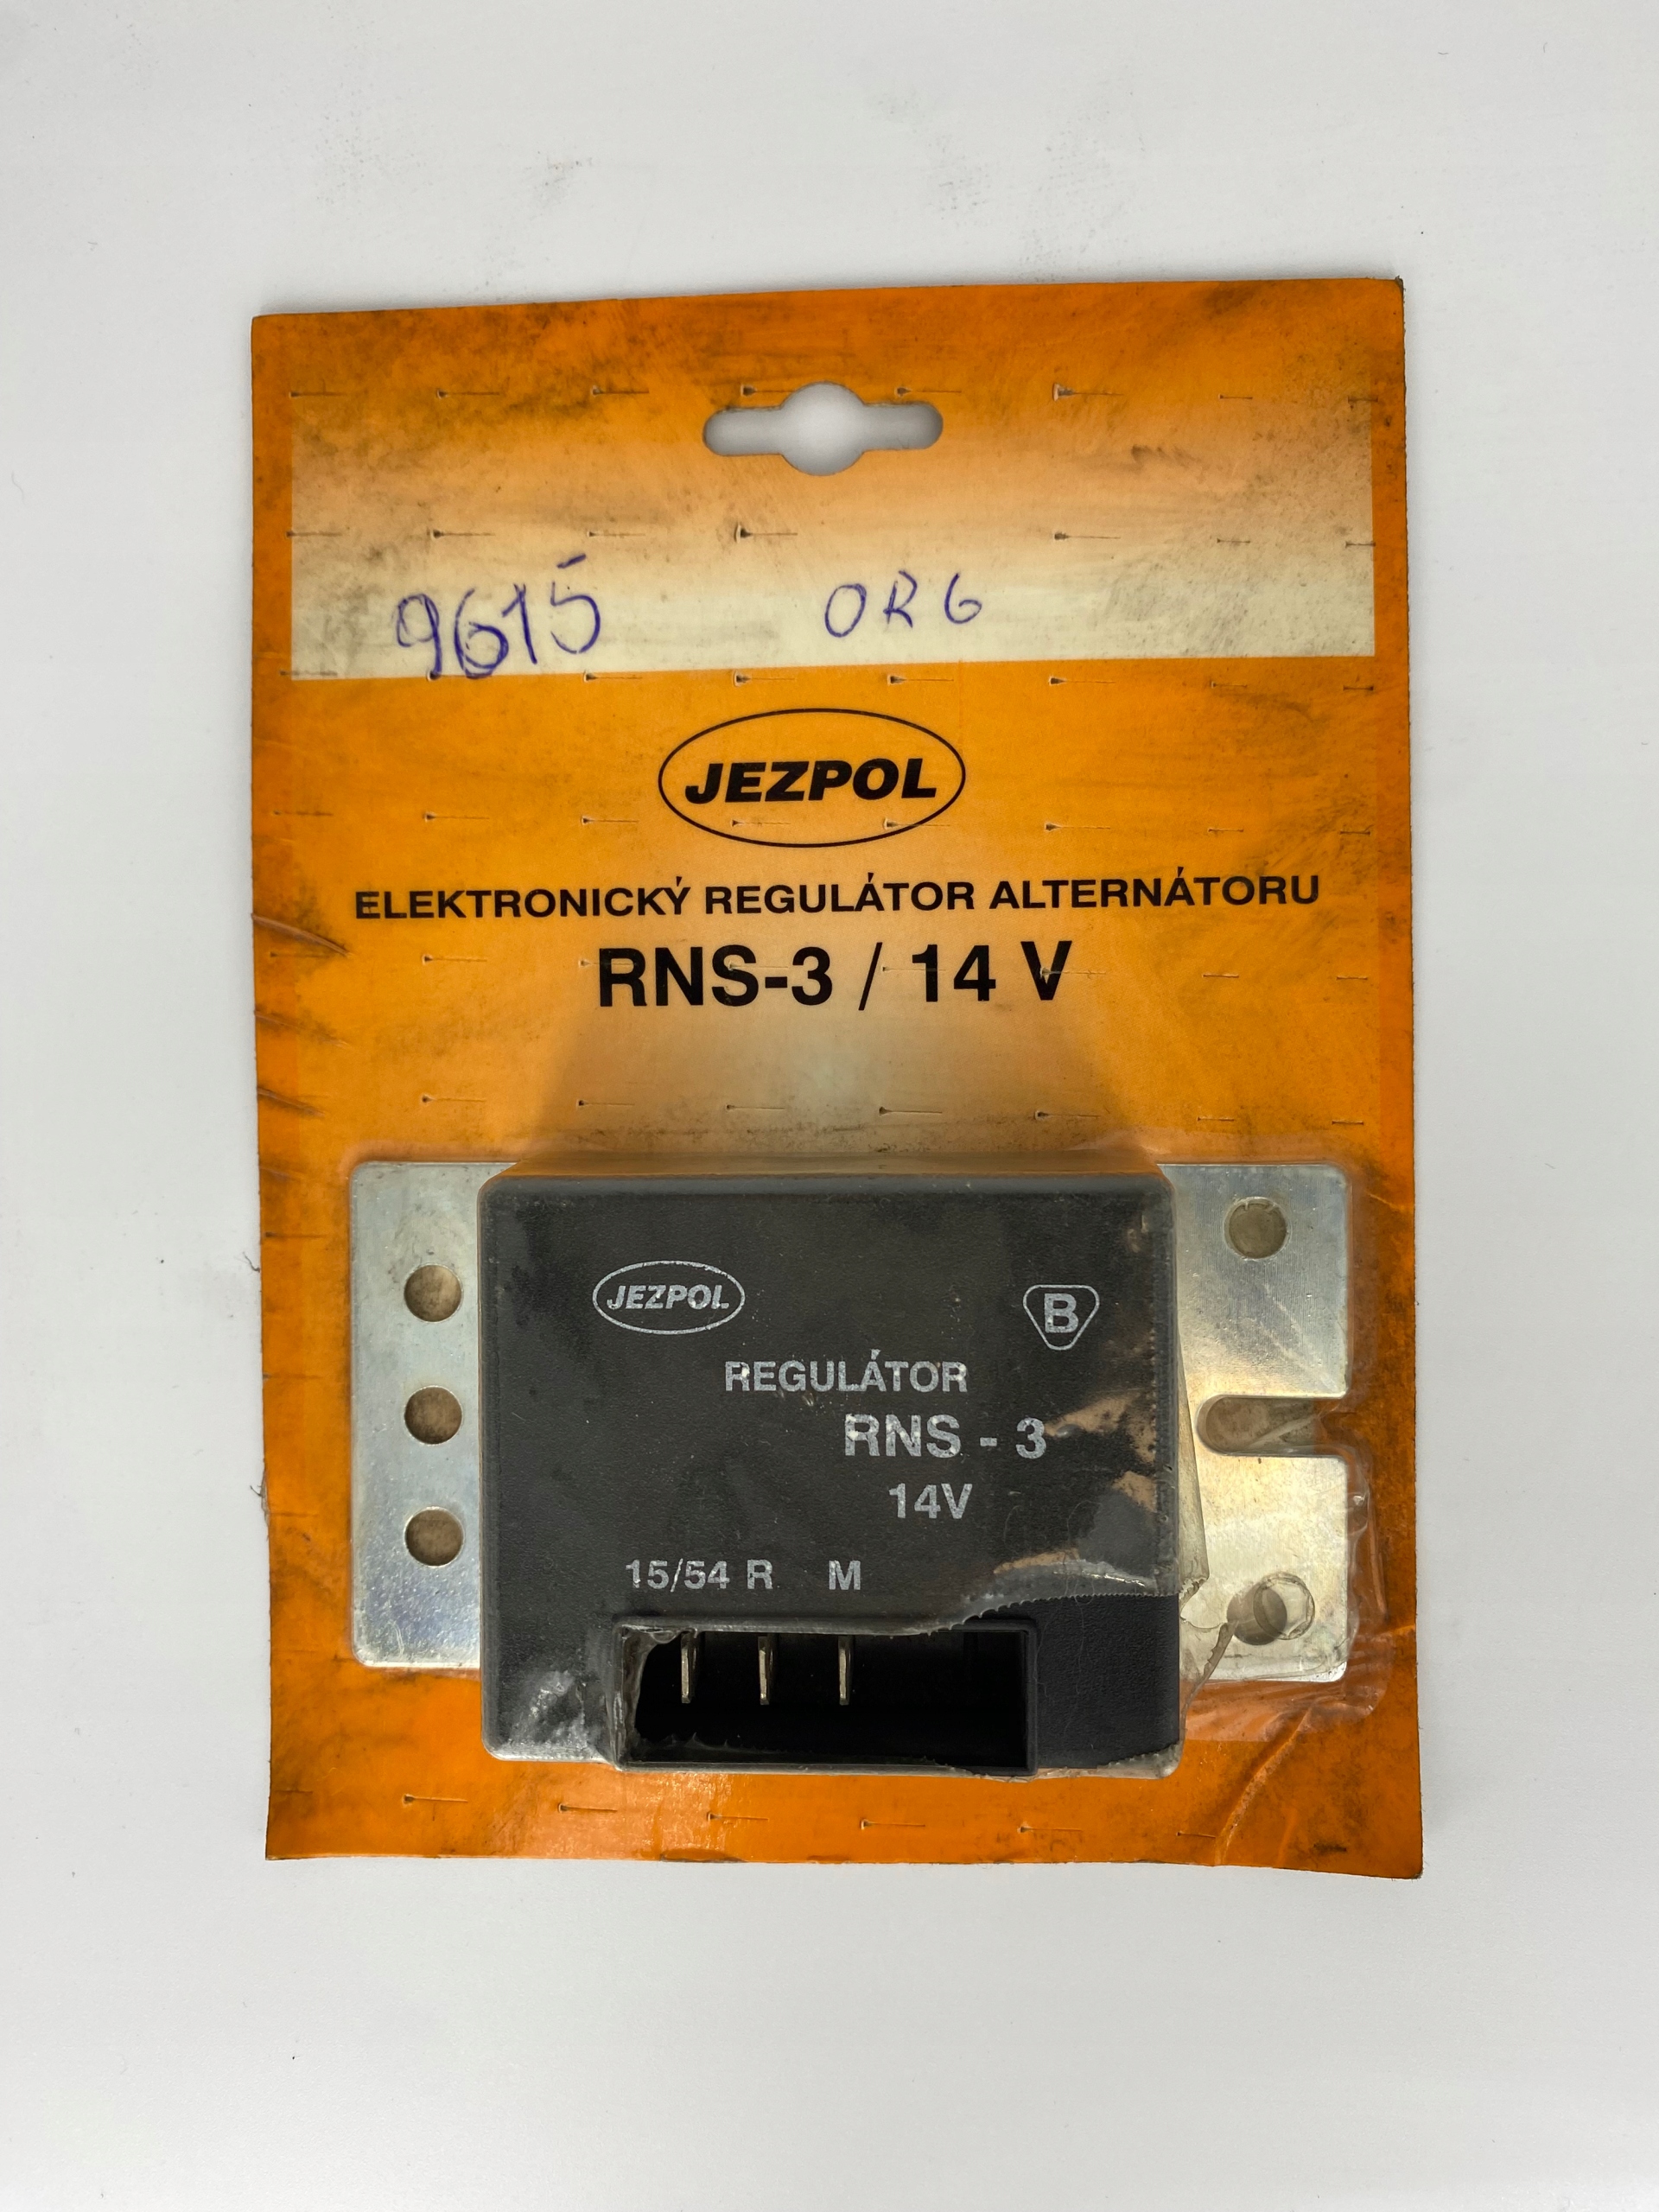 9615 ORG
JEZPOL
ELEKTRONICKÝ REGULÁTOR ALTERNÁTORU
RNS-3 / 14 V
JEZPOL
B
REGULÁTOR
RNS - 3
14V
15/54 R M